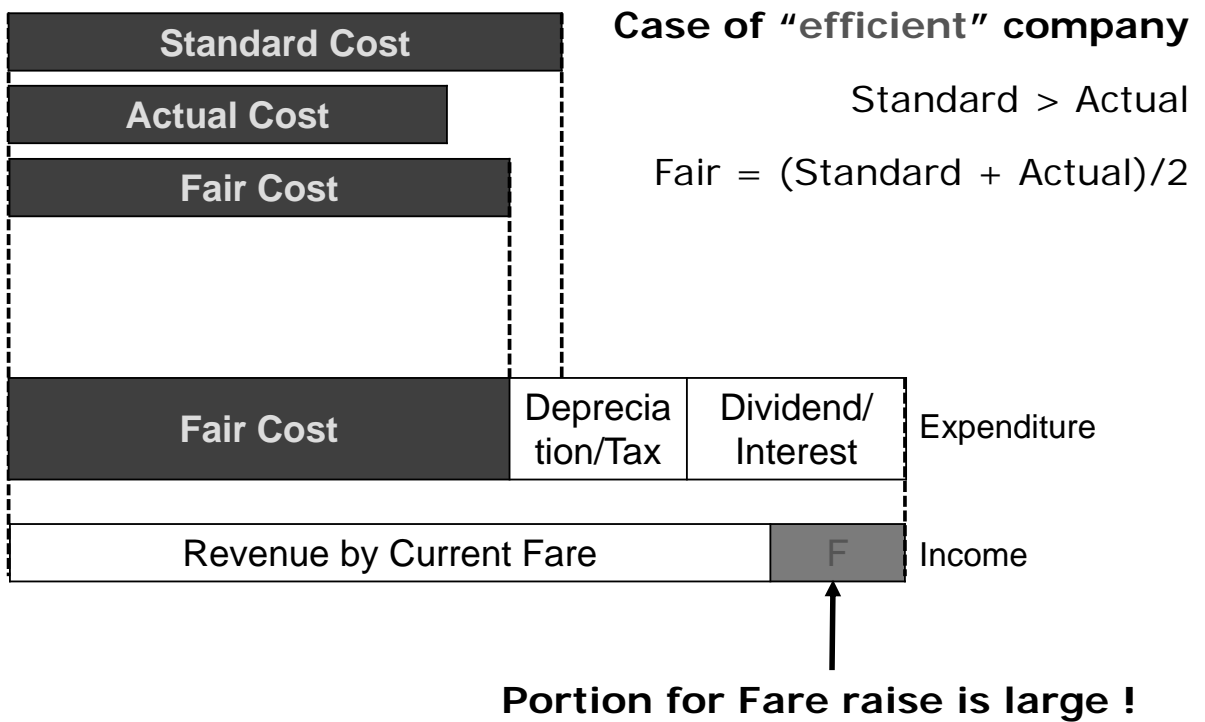 Standard Cost
Case of "efficient" company
Actual Cost
Standard > Actual
Fair Cost
Fair = (Standard + Actual)/2
Fair Cost
Deprecia
tion/Tax
Dividend/
Interest
Expenditure
Revenue by Current Fare
F
Income
Portion for Fare raise is large !